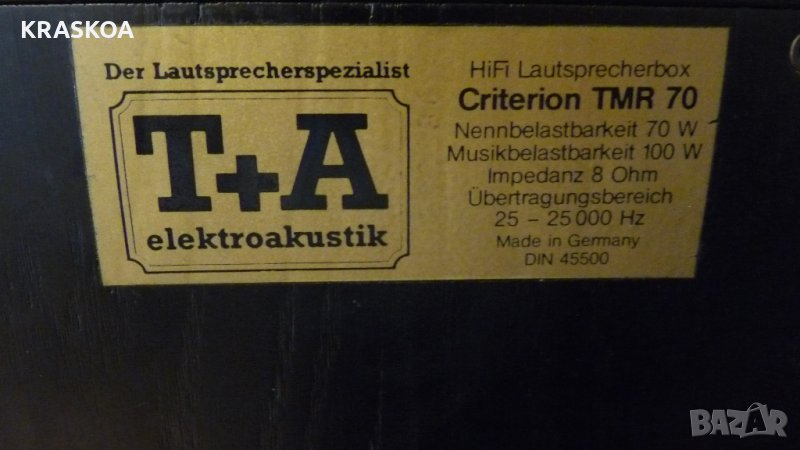 KRASKOA
Der Lautsprecherspezialist
T+A
elektroakustik
HiFi Lautsprecherbox
Criterion TMR 70
Nennbelastbarkeit 70 W
Musikbelastbarkeit 100 W
Impedanz 8 Ohm
Übertragungsbereich
25 – 25 000 Hz
Made in Germany
DIN 45500
BAZAR